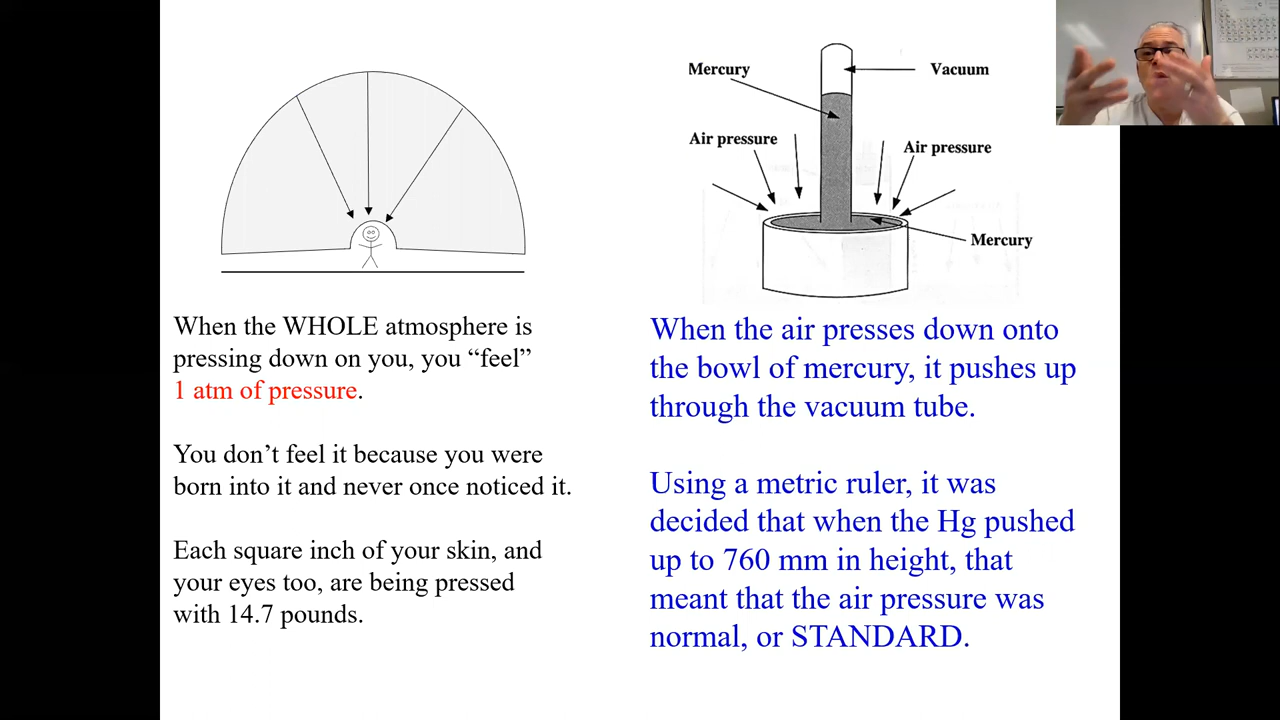 When the WHOLE atmosphere is
pressing down on you, you “feel”
1 atm of pressure.
You don’t feel it because you were
born into it and never once noticed it.
Each square inch of your skin, and
your eyes too, are being pressed
with 14.7 pounds.
Mercury
Vacuum
Air pressure
Air pressure
Mercury
When the air presses down onto
the bowl of mercury, it pushes up
through the vacuum tube.
Using a metric ruler, it was
decided that when the Hg pushed
up to 760 mm in height, that
meant that the air pressure was
normal, or STANDARD.